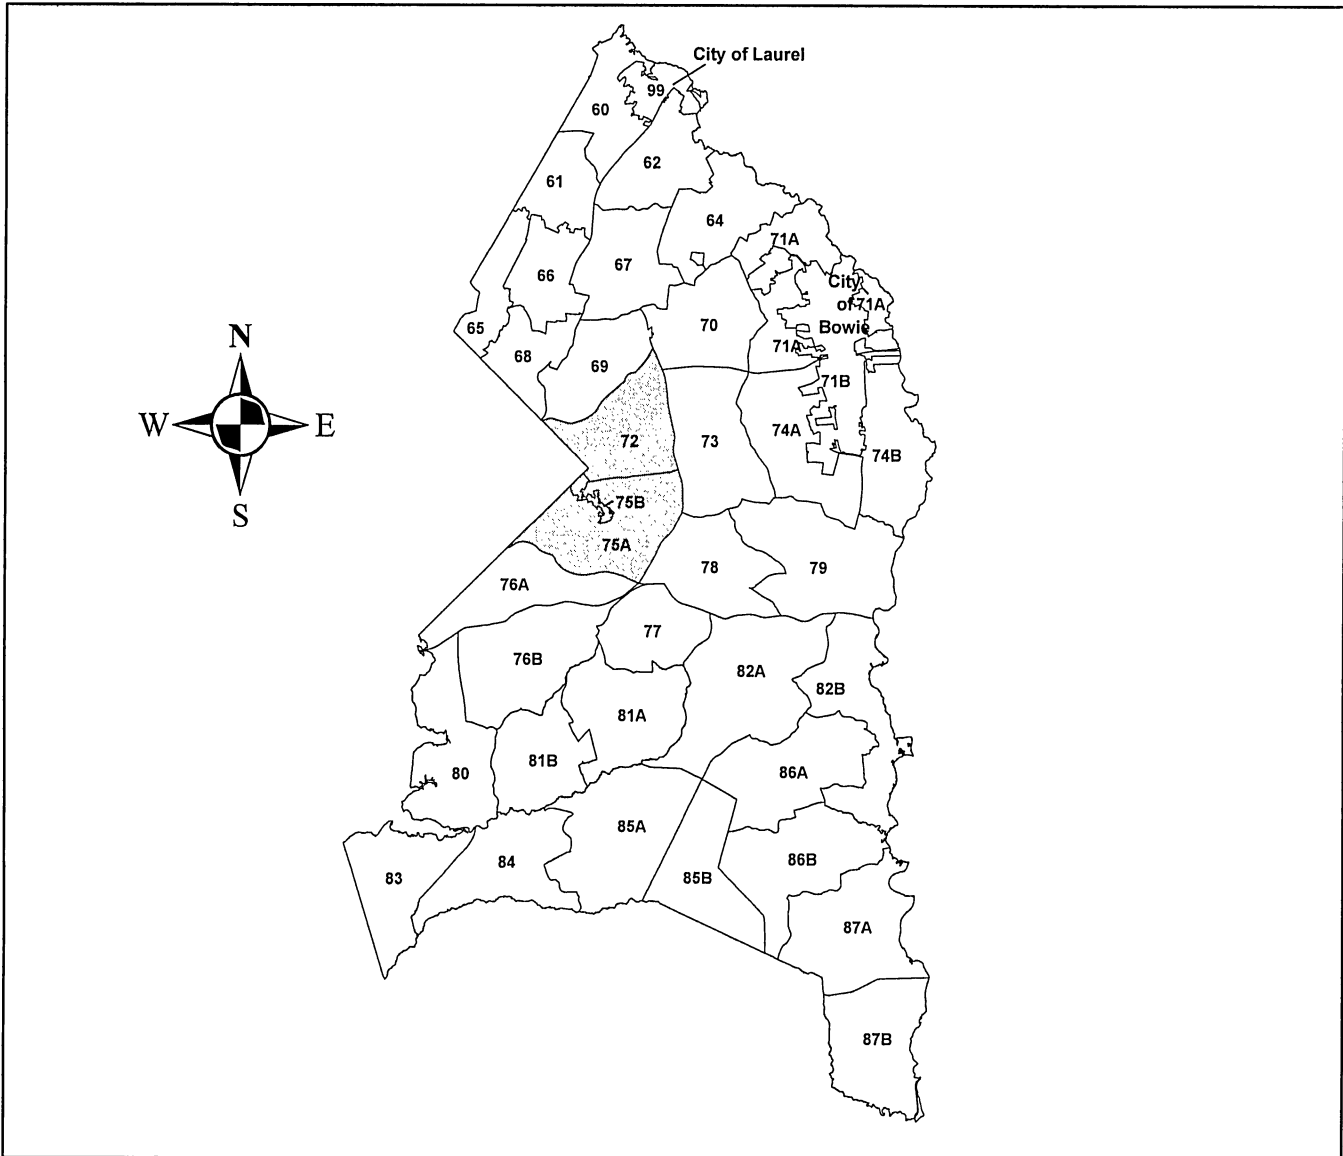 City of Laurel
99
60
62
61
64
71A
67
66
City
of 71A
Bowie
65
70
68
71A
69
71B
N
W E
S
72
73
74A
74B
75B
75A
76A
78
79
77
76B
82A
82B
81A
81B
80
86A
85A
84
86B
83
85B
87A
87B